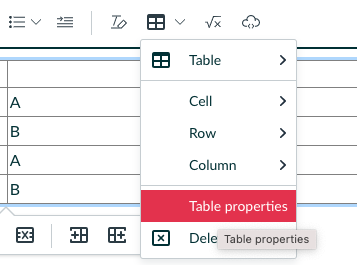 √x
Table
A
Cell
B
Row
A
Column
B
Table properties
Dele
Table properties